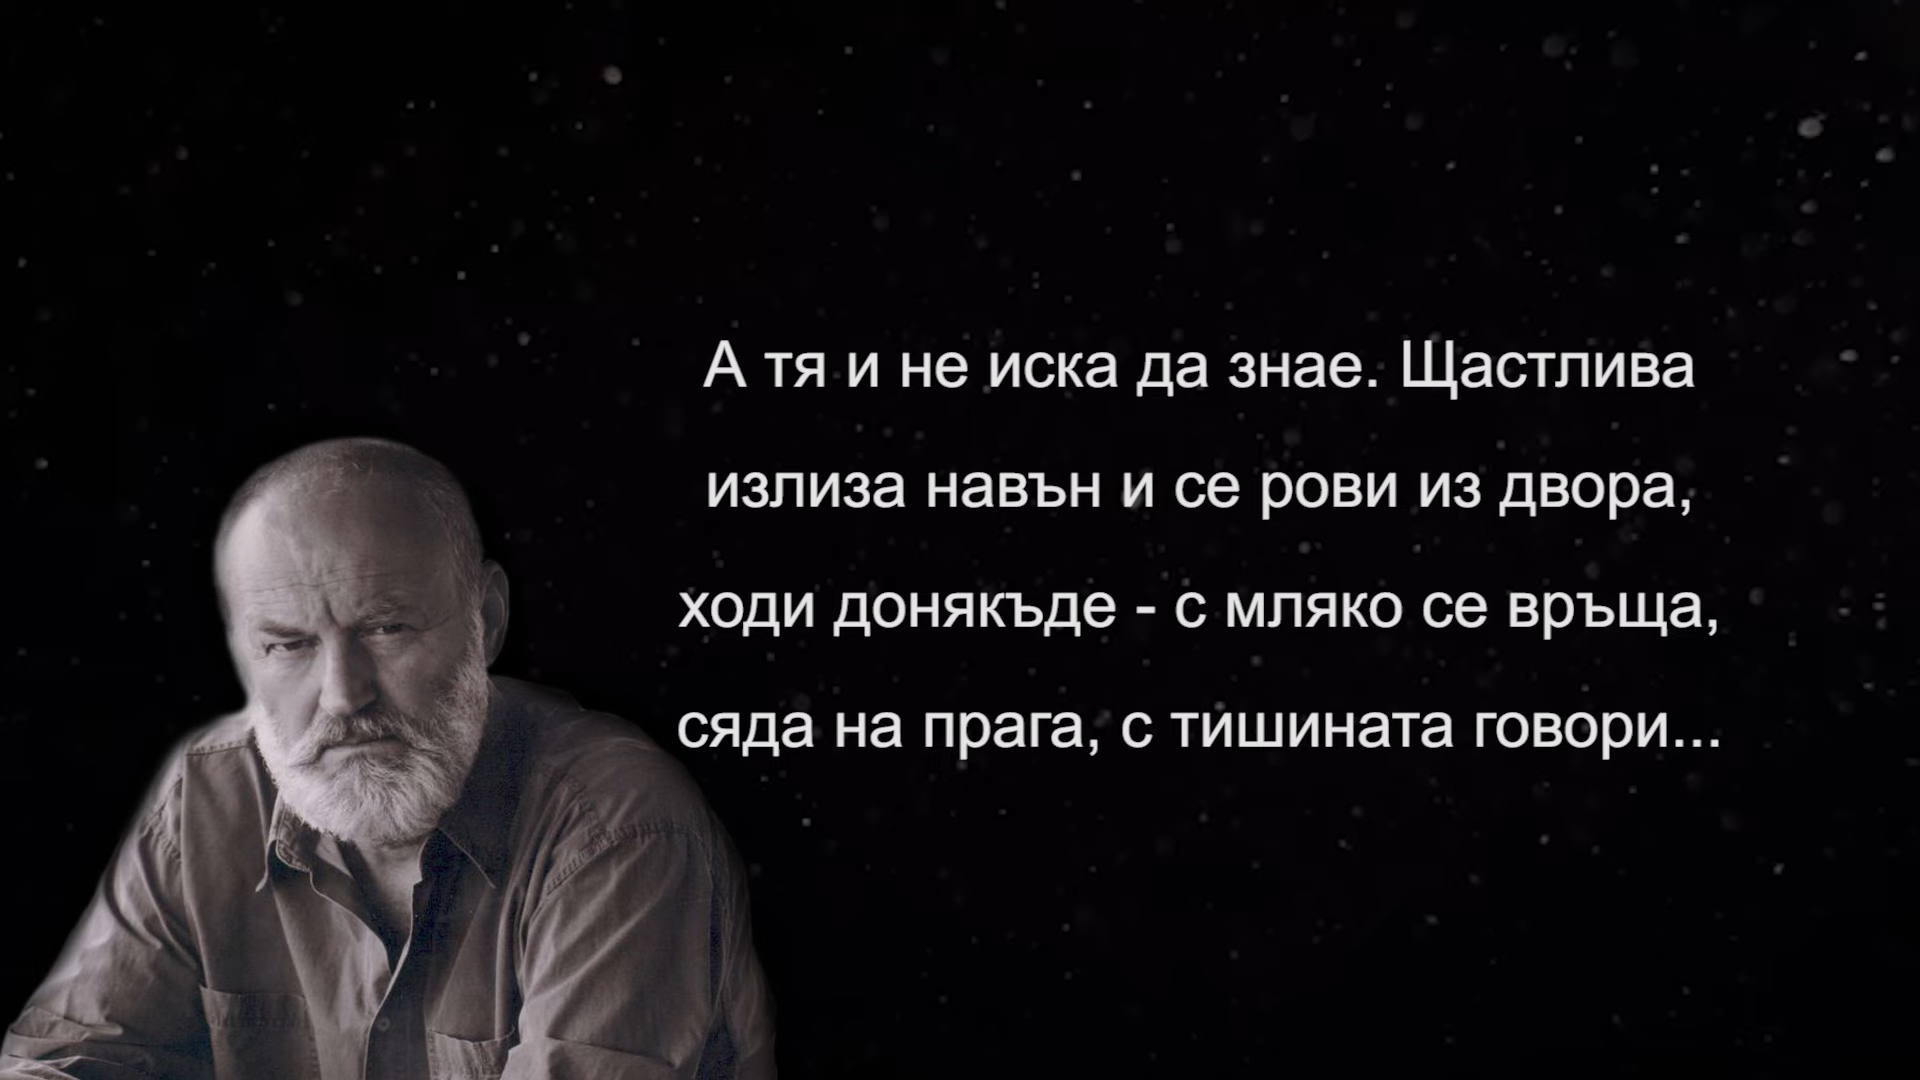 А тя и не иска да знае. Щастлива
излиза навън и се рови из двора,
ходи донякъде - с мляко се връща,
сяда на прага, с тишината говори...